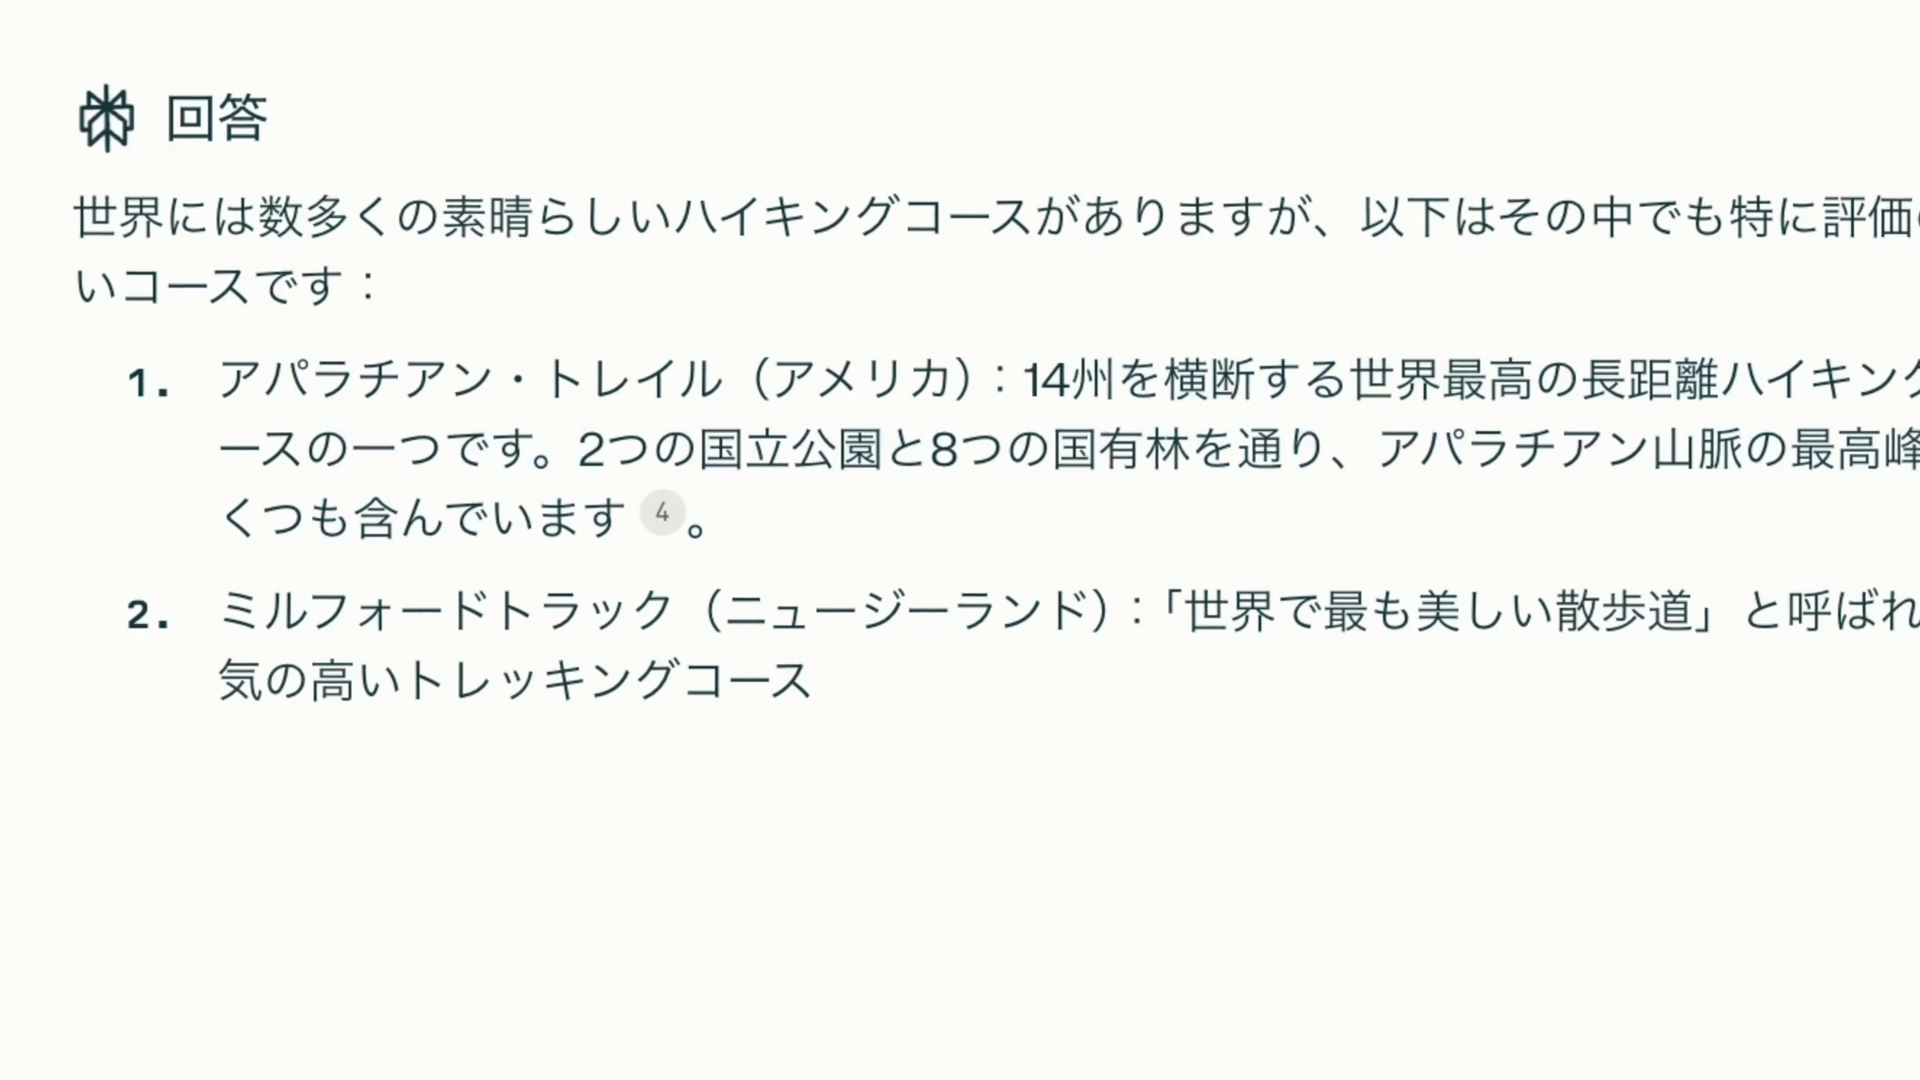 回答
世界には数多くの素晴らしいハイキングコースがありますが、以下はその中でも特に評価
いコースです：
1. アパラチアン・トレイル（アメリカ）：14州を横断する世界最高の長距離ハイキング
ースの一つです。2つの国立公園と8つの国有林を通り、アパラチアン山脈の最高峰
くつも含んでいます 4 。
2. ミルフォードトラック（ニュージーランド）：「世界で最も美しい散歩道」と呼ばれ
気の高いトレッキングコース